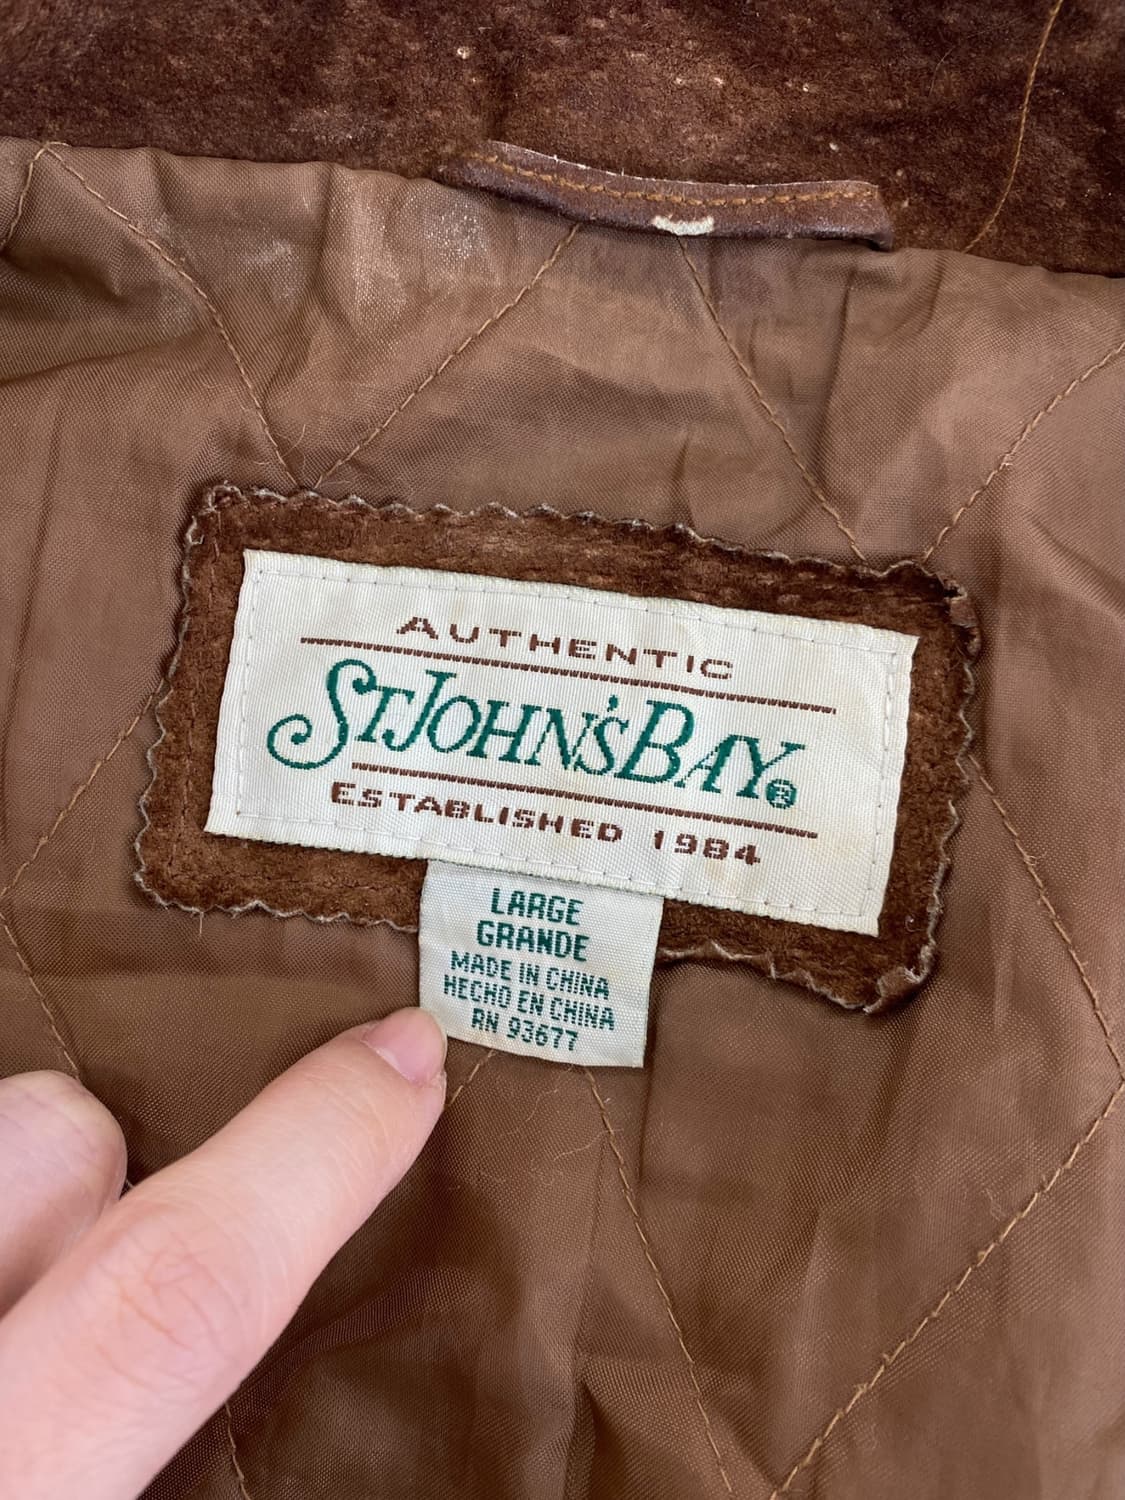 AUTHENTIC
ST JOHN'S BAY®
ESTABLISHED 1984
LARGE
GRANDE
MADE IN CHINA
HECHO EN CHINA
RN 93677